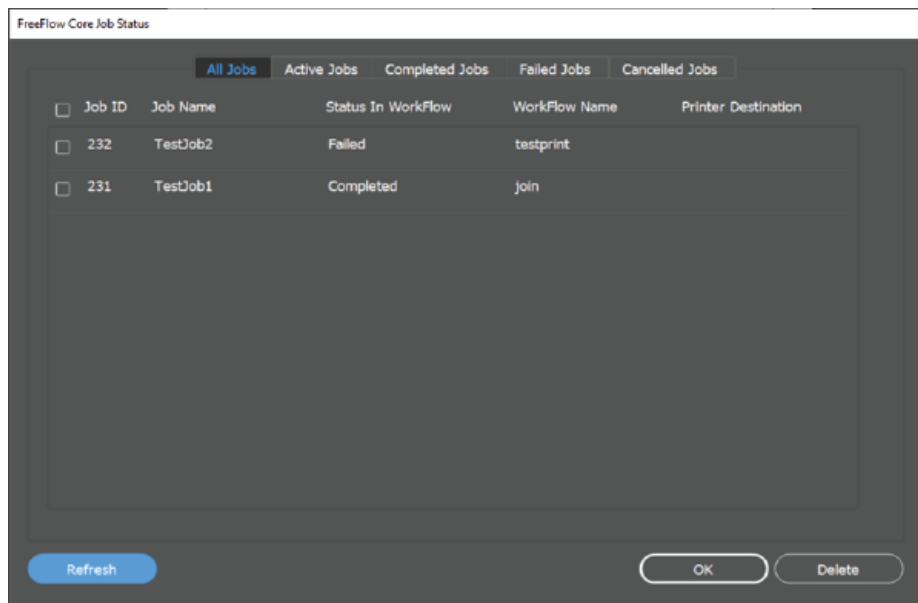 FreeFlow Core Job Status
All Jobs Active Jobs Completed Jobs Failed Jobs Cancelled Jobs
Job ID Job Name Status In WorkFlow WorkFlow Name Printer Destination
232 TestJob2 Failed testprint
231 TestJob1 Completed join
Refresh OK Delete